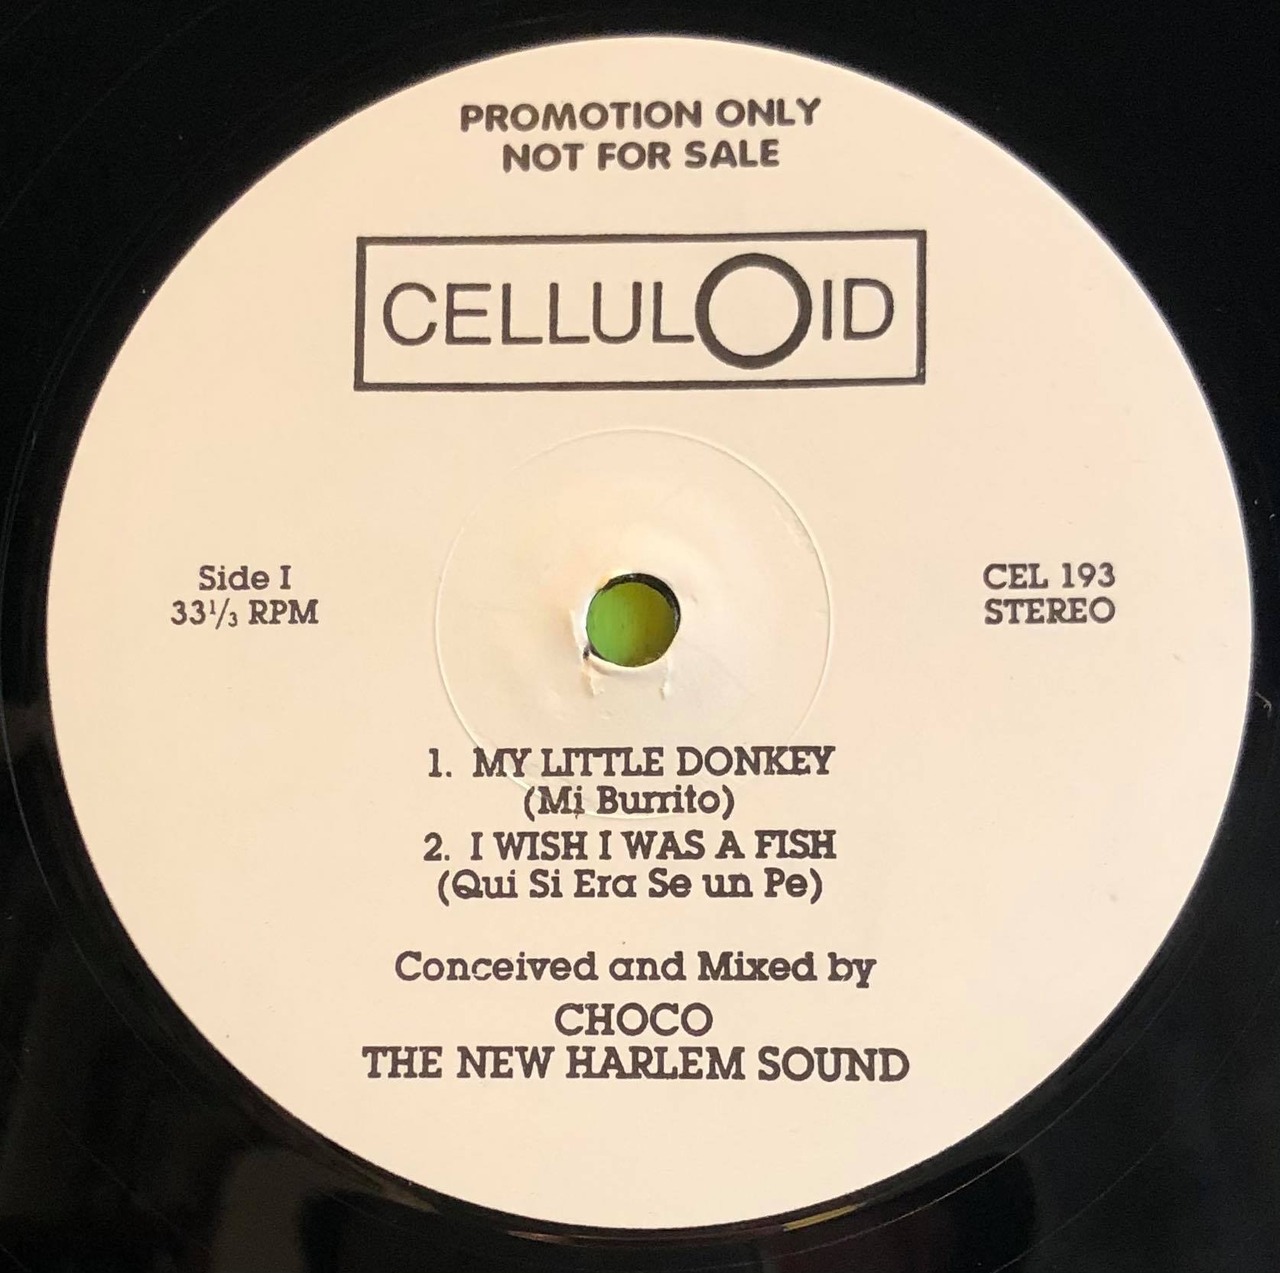 PROMOTION ONLY
NOT FOR SALE
CELLULOID
Side I
33⅓ RPM
CEL 193
STEREO
1. MY LITTLE DONKEY
(Mi Burrito)
2. I WISH I WAS A FISH
(Qui Si Era Se un Pe)
Conceived and Mixed by
CHOCO
THE NEW HARLEM SOUND